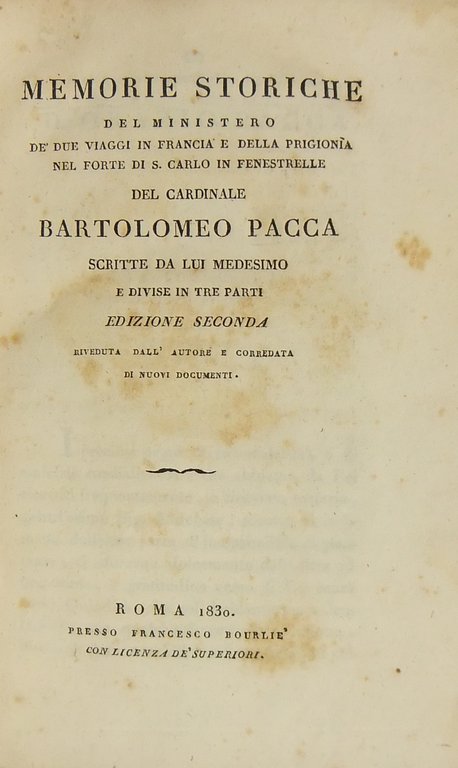 MEMORIE STORICHE
DEL MINISTERO
DE' DUE VIAGGI IN FRANCIA E DELLA PRIGIONÌA
NEL FORTE DI S. CARLO IN FENESTRELLE
DEL CARDINALE
BARTOLOMEO PACCA
SCRITTE DA LUI MEDESIMO
E DIVISE IN TRE PARTI
EDIZIONE SECONDA
RIVEDUTA DALL' AUTORE E CORREDATA
DI NUOVI DOCUMENTI.
ROMA 1830.
PRESSO FRANCESCO BOURLIE'
CON LICENZA DE' SUPERIORI.